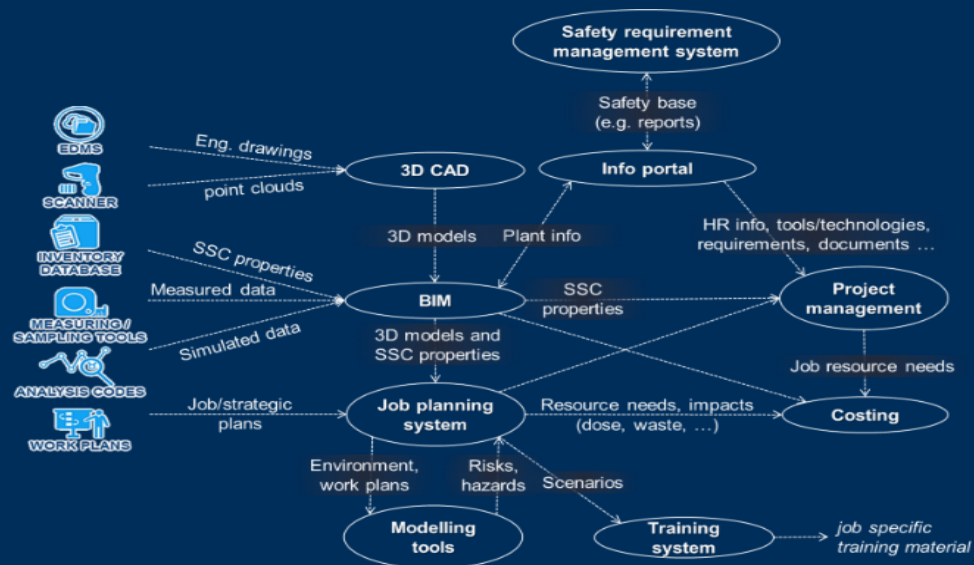 Safety requirement
management system
Safety base
(e.g. reports)
EDMS
Eng. drawings
3D CAD
Info portal
point clouds
SCANNER
HR info, tools/technologies,
requirements, documents ...
3D models
Plant info
INVENTORY
DATABASE
SSC properties
Measured data
BIM
SSC
properties
Project
management
MEASURING /
SAMPLING TOOLS
Simulated data
3D models and
SSC properties
Job resource needs
ANALYSIS CODES
Job/strategic
plans
Job planning
system
Resource needs, impacts
(dose, waste, ...)
Costing
WORK PLANS
Environment,
work plans
Risks,
hazards
Scenarios
Modelling
tools
Training
system
job specific
training material